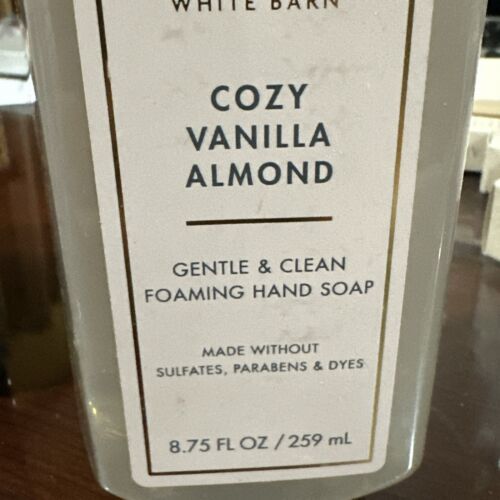 WHITE BARN
COZY
VANILLA
ALMOND
GENTLE & CLEAN
FOAMING HAND SOAP
MADE WITHOUT
SULFATES, PARABENS & DYES
8.75 FL OZ / 259 mL